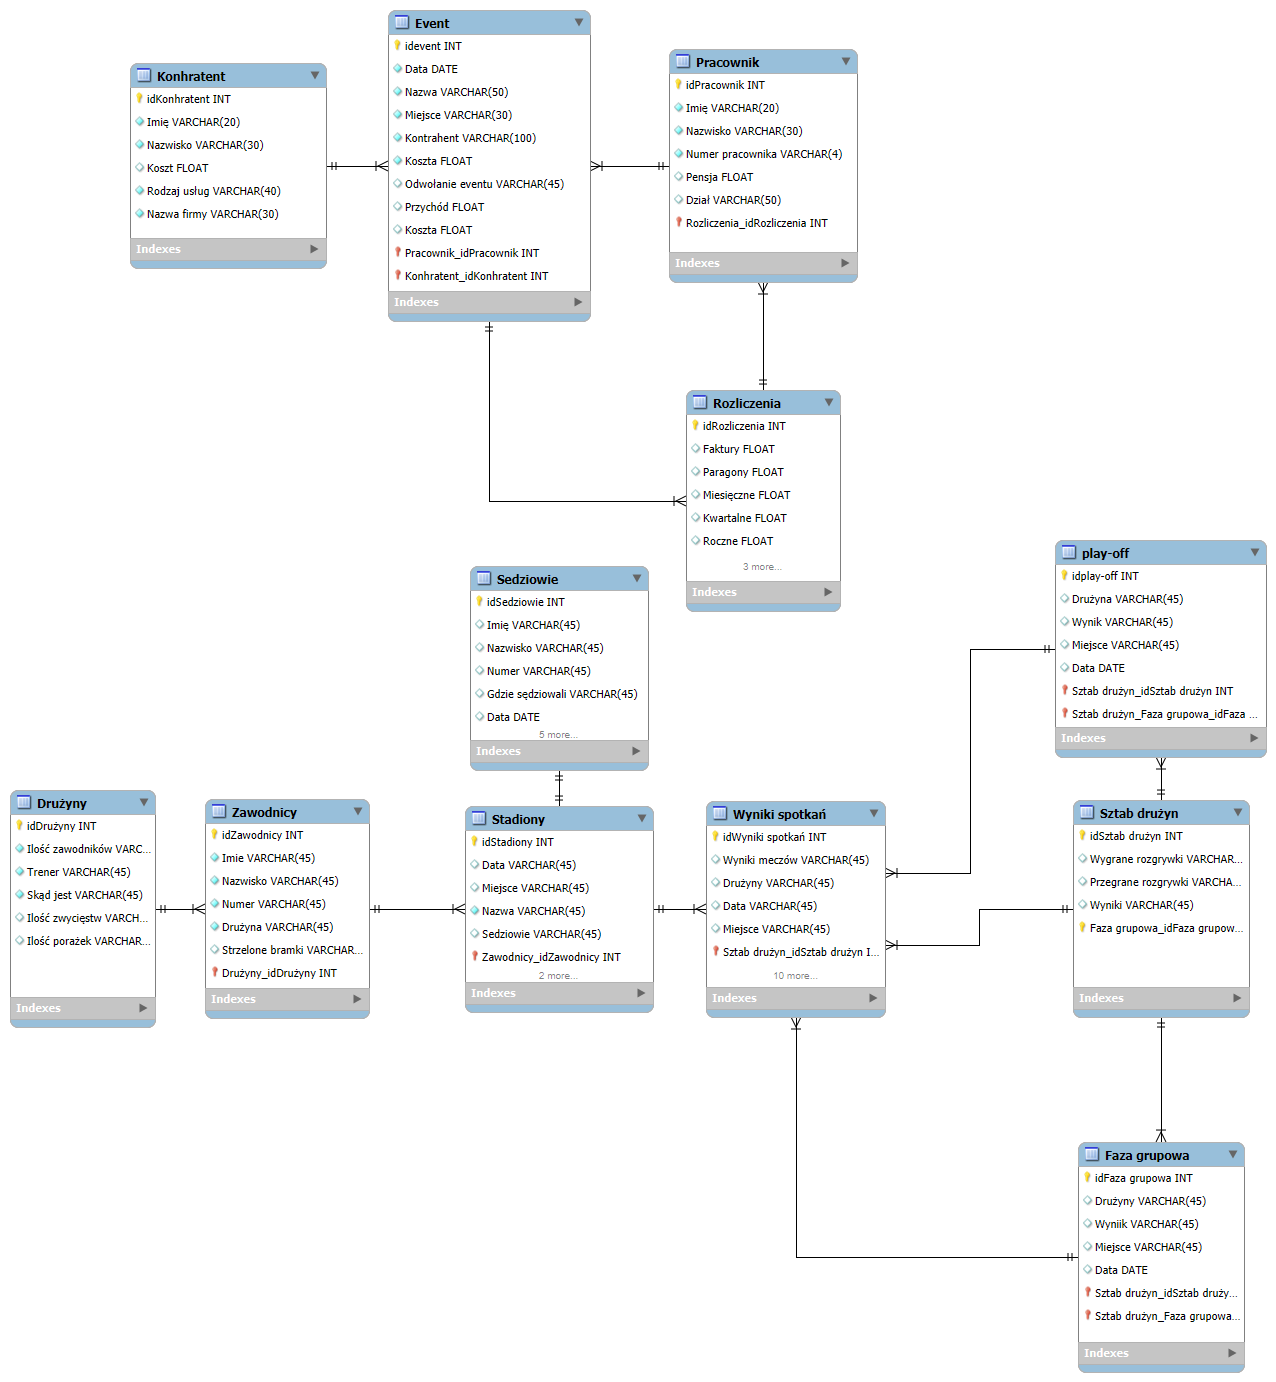 Event
idevent INT
Data DATE
Nazwa VARCHAR(50)
Miejsce VARCHAR(30)
Kontrahent VARCHAR(100)
Koszta FLOAT
Odwołanie eventu VARCHAR(45)
Przychód FLOAT
Koszta FLOAT
Pracownik_idPracownik INT
Konhratent_idKonhratent INT
Indexes
Konhratent
idKonhratent INT
Imię VARCHAR(20)
Nazwisko VARCHAR(30)
Koszt FLOAT
Rodzaj usług VARCHAR(40)
Nazwa firmy VARCHAR(30)
Indexes
Pracownik
idPracownik INT
Imię VARCHAR(20)
Nazwisko VARCHAR(30)
Numer pracownika VARCHAR(4)
Pensja FLOAT
Dział VARCHAR(50)
Rozliczenia_idRozliczenia INT
Indexes
Rozliczenia
idRozliczenia INT
Faktury FLOAT
Paragony FLOAT
Miesięczne FLOAT
Kwartalne FLOAT
Roczne FLOAT
3 more...
Indexes
play-off
idplay-off INT
Drużyna VARCHAR(45)
Wynik VARCHAR(45)
Miejsce VARCHAR(45)
Data DATE
Sztab drużyn_idSztab drużyn INT
Sztab drużyn_Faza grupowa_idFaza ...
Indexes
Sedziowie
idSedziowie INT
Imię VARCHAR(45)
Nazwisko VARCHAR(45)
Numer VARCHAR(45)
Gdzie sędziowali VARCHAR(45)
Data DATE
5 more...
Indexes
Drużyny
idDrużyny INT
Ilość zawodników VARC...
Trener VARCHAR(45)
Skąd jest VARCHAR(45)
Ilość zwycięstw VARCH...
Ilość porażek VARCHAR...
Indexes
Zawodnicy
idZawodnicy INT
Imie VARCHAR(45)
Nazwisko VARCHAR(45)
Numer VARCHAR(45)
Drużyna VARCHAR(45)
Strzelone bramki VARCHAR...
Drużyny_idDrużyny INT
Indexes
Stadiony
idStadiony INT
Data VARCHAR(45)
Miejsce VARCHAR(45)
Nazwa VARCHAR(45)
Sedziowie VARCHAR(45)
Zawodnicy_idZawodnicy INT
2 more...
Indexes
Wyniki spotkań
idWyniki spotkań INT
Wyniki meczów VARCHAR(45)
Drużyny VARCHAR(45)
Data VARCHAR(45)
Miejsce VARCHAR(45)
Sztab drużyn_idSztab drużyn I...
10 more...
Indexes
Sztab drużyn
idSztab drużyn INT
Wygrane rozgrywki VARCHAR...
Przegrane rozgrywki VARCHA...
Wyniki VARCHAR(45)
Faza grupowa_idFaza grupow...
Indexes
Faza grupowa
idFaza grupowa INT
Drużyny VARCHAR(45)
Wyniik VARCHAR(45)
Miejsce VARCHAR(45)
Data DATE
Sztab drużyn_idSztab druży...
Sztab drużyn_Faza grupowa...
Indexes